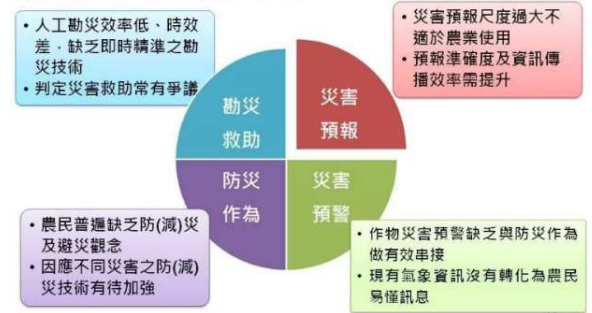 • 人工勘災效率低、時效
差，缺乏即時精準之勘
災技術
• 判定災害救助常有爭議
• 災害預報尺度過大不
適於農業使用
• 預報準確度及資訊傳
播效率需提升
勘災
救助
災害
預報
防災
作為
災害
預警
• 農民普遍缺乏防(減)災
及避災觀念
• 因應不同災害之防(減)
災技術有待加強
• 作物災害預警缺乏與防災作為
做有效串接
• 現有氣象資訊沒有轉化為農民
易懂訊息